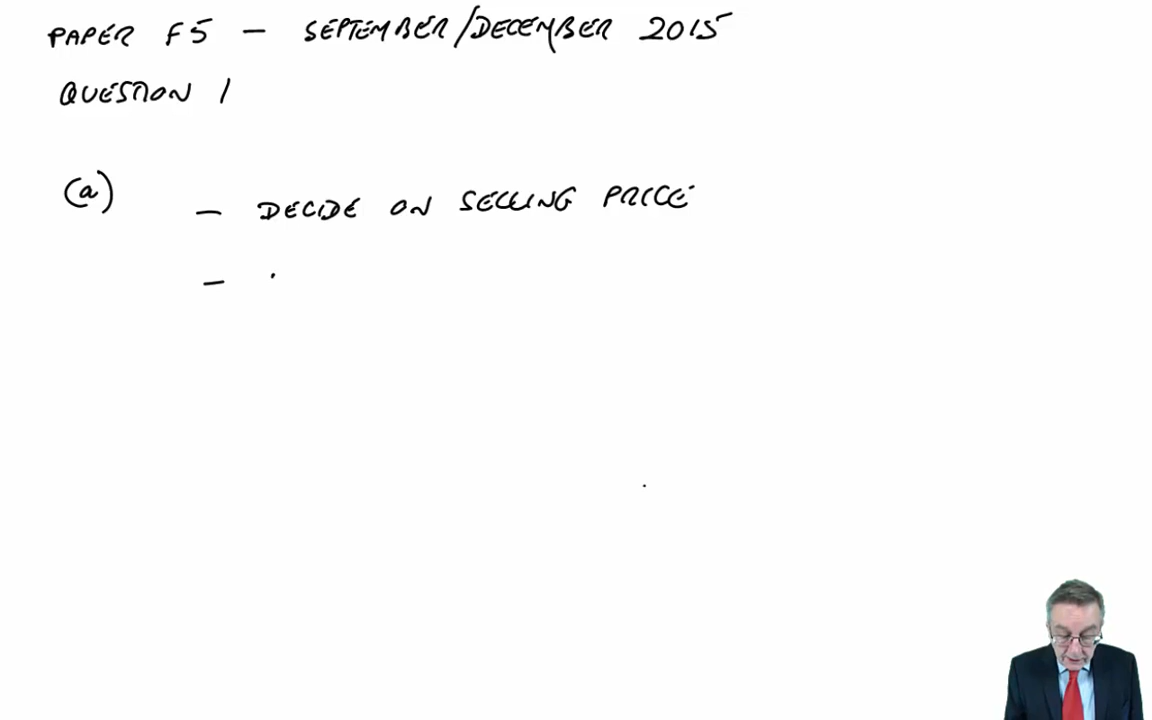 PAPER F5 - SEPTEMBER/DECEMBER 2015
QUESTION 1
(a)
- DECIDE ON SELLING PRICE
-